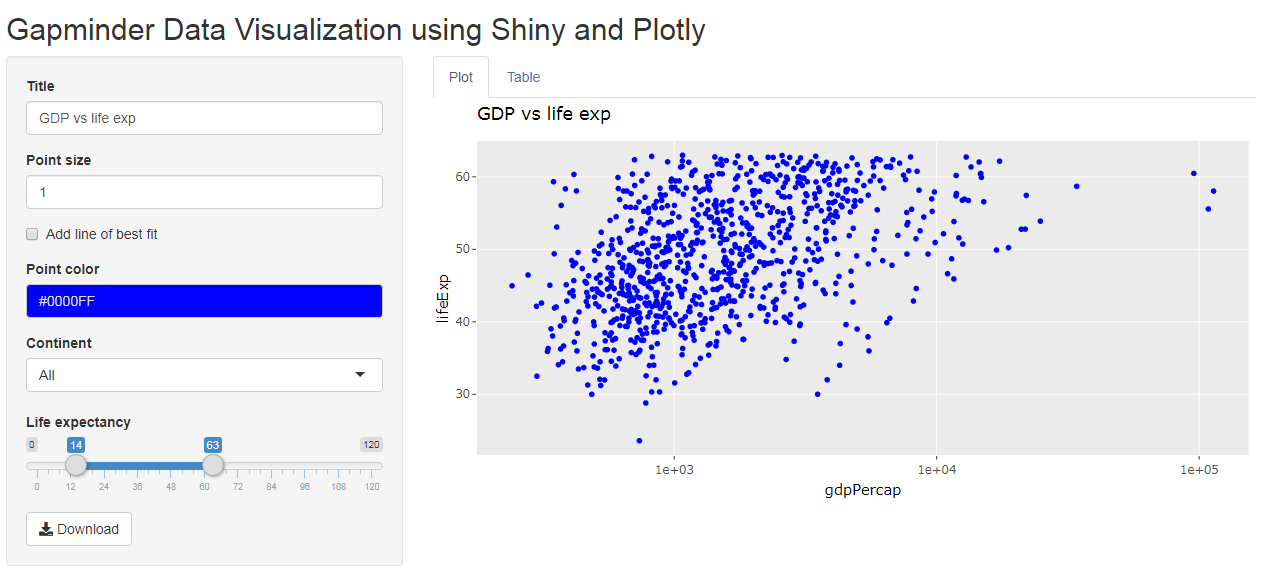 Gapminder Data Visualization using Shiny and Plotly
Title
GDP vs life exp
Point size
1
Add line of best fit
Point color
#0000FF
Continent
All
Life expectancy
0 14 63 120
0 12 24 36 48 60 72 84 96 108 120
Download
Plot Table
GDP vs life exp
60
50
40
30
lifeExp
1e+03 1e+04 1e+05
gdpPercap